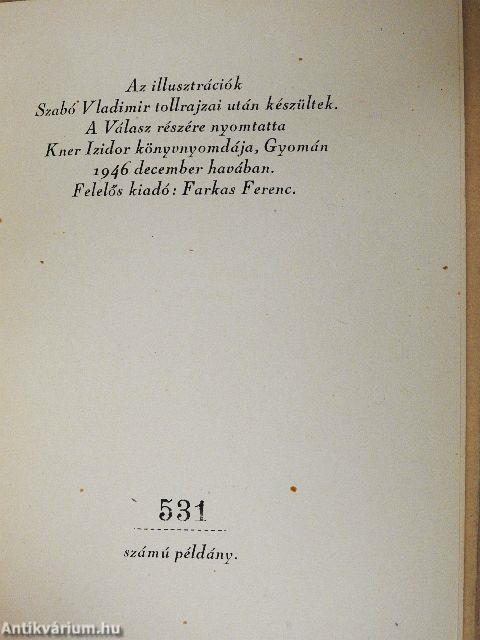 Az illusztrációk
Szabó Vladimir tollrajzai után készültek.
A Válasz részére nyomtatta
Kner Izidor könyvnyomdája, Gyomán
1946 december havában.
Felelős kiadó: Farkas Ferenc.
531
számú példány.
Antikvárium.hu